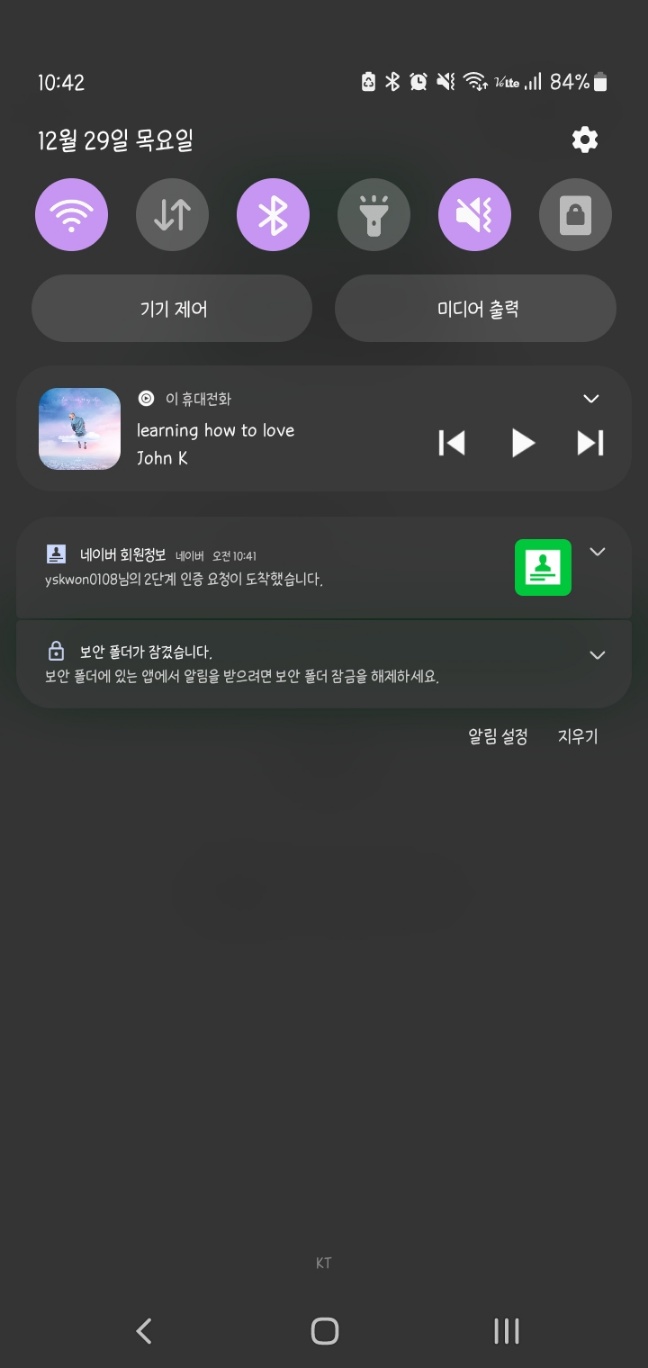 10:42
Lte 84%
12월 29일 목요일
기기 제어
미디어 출력
이 휴대전화
learning how to love
John K
네이버 회원정보 네이버 오전 10:41
yskwon0108님의 2단계 인증 요청이 도착했습니다.
보안 폴더가 잠겼습니다.
보안 폴더에 있는 앱에서 알림을 받으려면 보안 폴더 잠금을 해제하세요.
알림 설정 지우기
KT